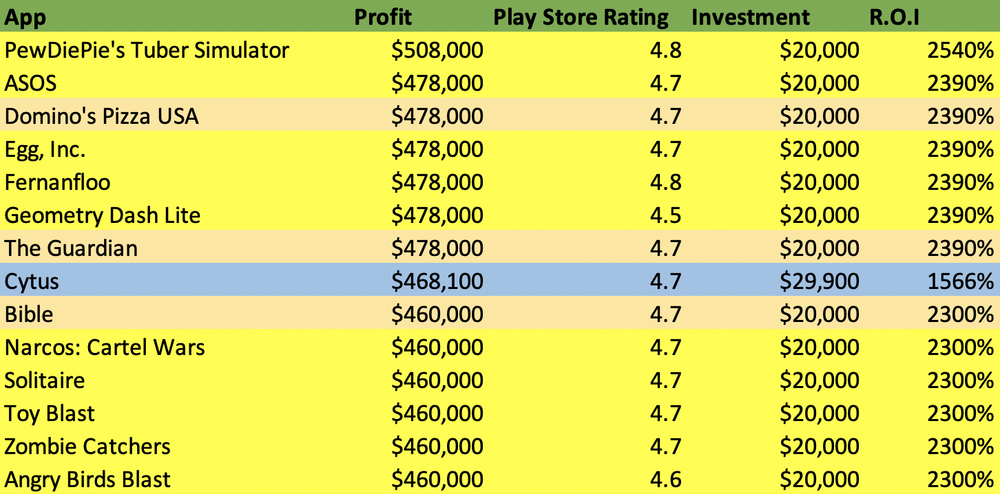 App Profit Play Store Rating Investment R.O.I
PewDiePie's Tuber Simulator $508,000 4.8 $20,000 2540%
ASOS $478,000 4.7 $20,000 2390%
Domino's Pizza USA $478,000 4.7 $20,000 2390%
Egg, Inc. $478,000 4.7 $20,000 2390%
Fernanfloo $478,000 4.8 $20,000 2390%
Geometry Dash Lite $478,000 4.5 $20,000 2390%
The Guardian $478,000 4.7 $20,000 2390%
Cytus $468,100 4.7 $29,900 1566%
Bible $460,000 4.7 $20,000 2300%
Narcos: Cartel Wars $460,000 4.7 $20,000 2300%
Solitaire $460,000 4.7 $20,000 2300%
Toy Blast $460,000 4.7 $20,000 2300%
Zombie Catchers $460,000 4.7 $20,000 2300%
Angry Birds Blast $460,000 4.6 $20,000 2300%